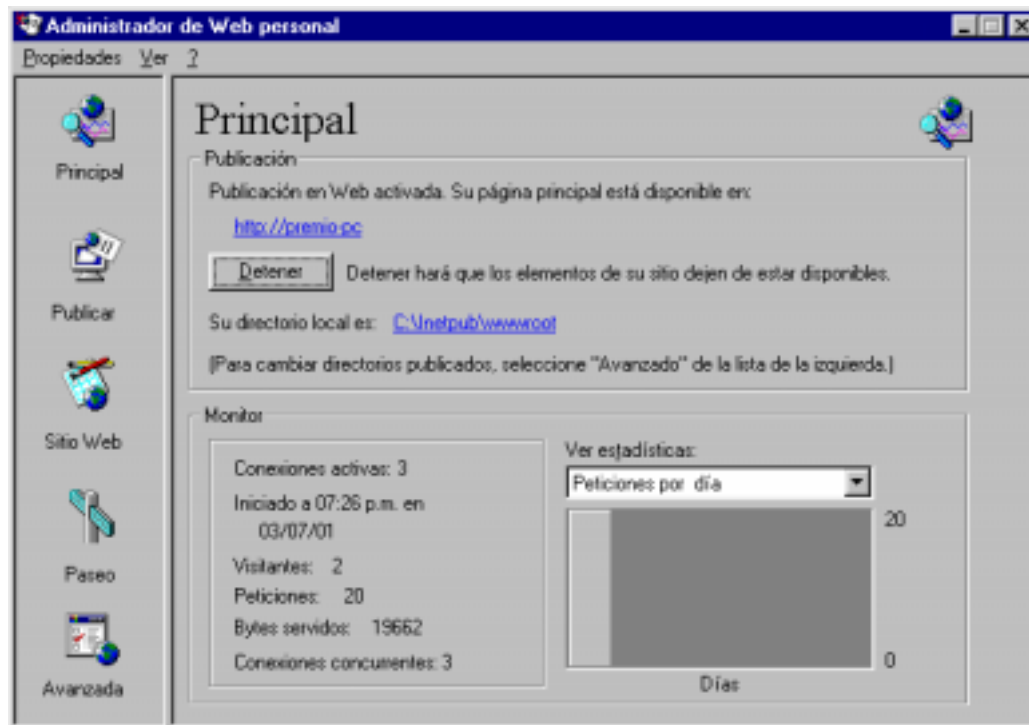 Administrador de Web personal
Propiedades Ver ?
Principal
Publicar
Sitio Web
Paseo
Avanzada
Principal
Publicación
Publicación en Web activada. Su página principal está disponible en:
http://premio-pc
Detener Detener hará que los elementos de su sitio dejen de estar disponibles.
Su directorio local es: C:\Inetpub\wwwroot
(Para cambiar directorios publicados, seleccione "Avanzado" de la lista de la izquierda.)
Monitor
Conexiones activas: 3
Iniciado a 07:26 p.m. en
03/07/01
Visitantes: 2
Peticiones: 20
Bytes servidos: 19662
Conexiones concurrentes: 3
Ver estadísticas:
Peticiones por día
20
0
Días